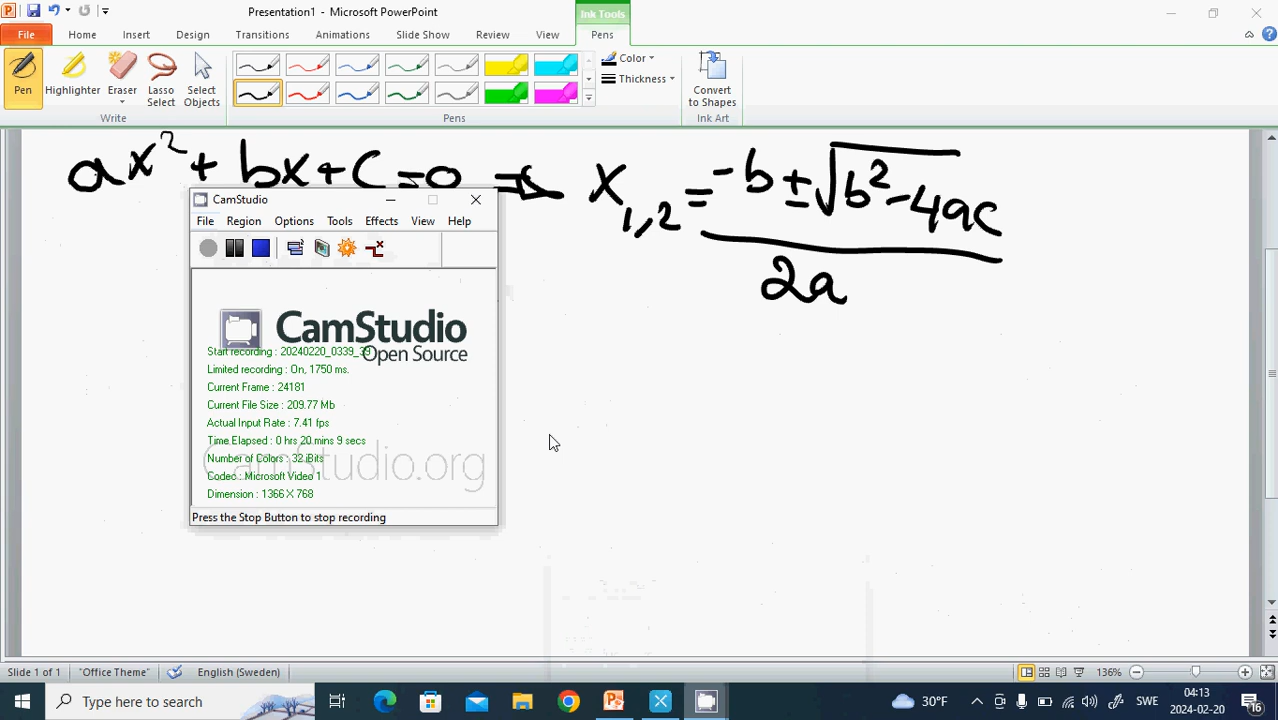 Presentation1 - Microsoft PowerPoint
Ink Tools
File Home Insert Design Transitions Animations Slide Show Review View Pens
Pen Highlighter Eraser Lasso Select Select Objects
Color
Thickness
Convert to Shapes
Write Pens Ink Art
ax² + bx + c = 0 ⇒ x₁,₂ = (-b ± √(b² - 4ac)) / 2a
CamStudio
File Region Options Tools Effects View Help
CamStudio
Open Source
Start recording : 20240220_0339_39
Limited recording : On, 1750 ms.
Current Frame : 24181
Current File Size : 209.77 Mb
Actual Input Rate : 7.41 fps
Time Elapsed : 0 hrs 20 mins 9 secs
Number of Colors : 32 Bits
CamStudio.org
Codec : Microsoft Video 1
Dimension : 1366 X 768
Press the Stop Button to stop recording
Slide 1 of 1 "Office Theme" English (Sweden) 136%
Type here to search
30°F
SWE
04:13
2024-02-20
16